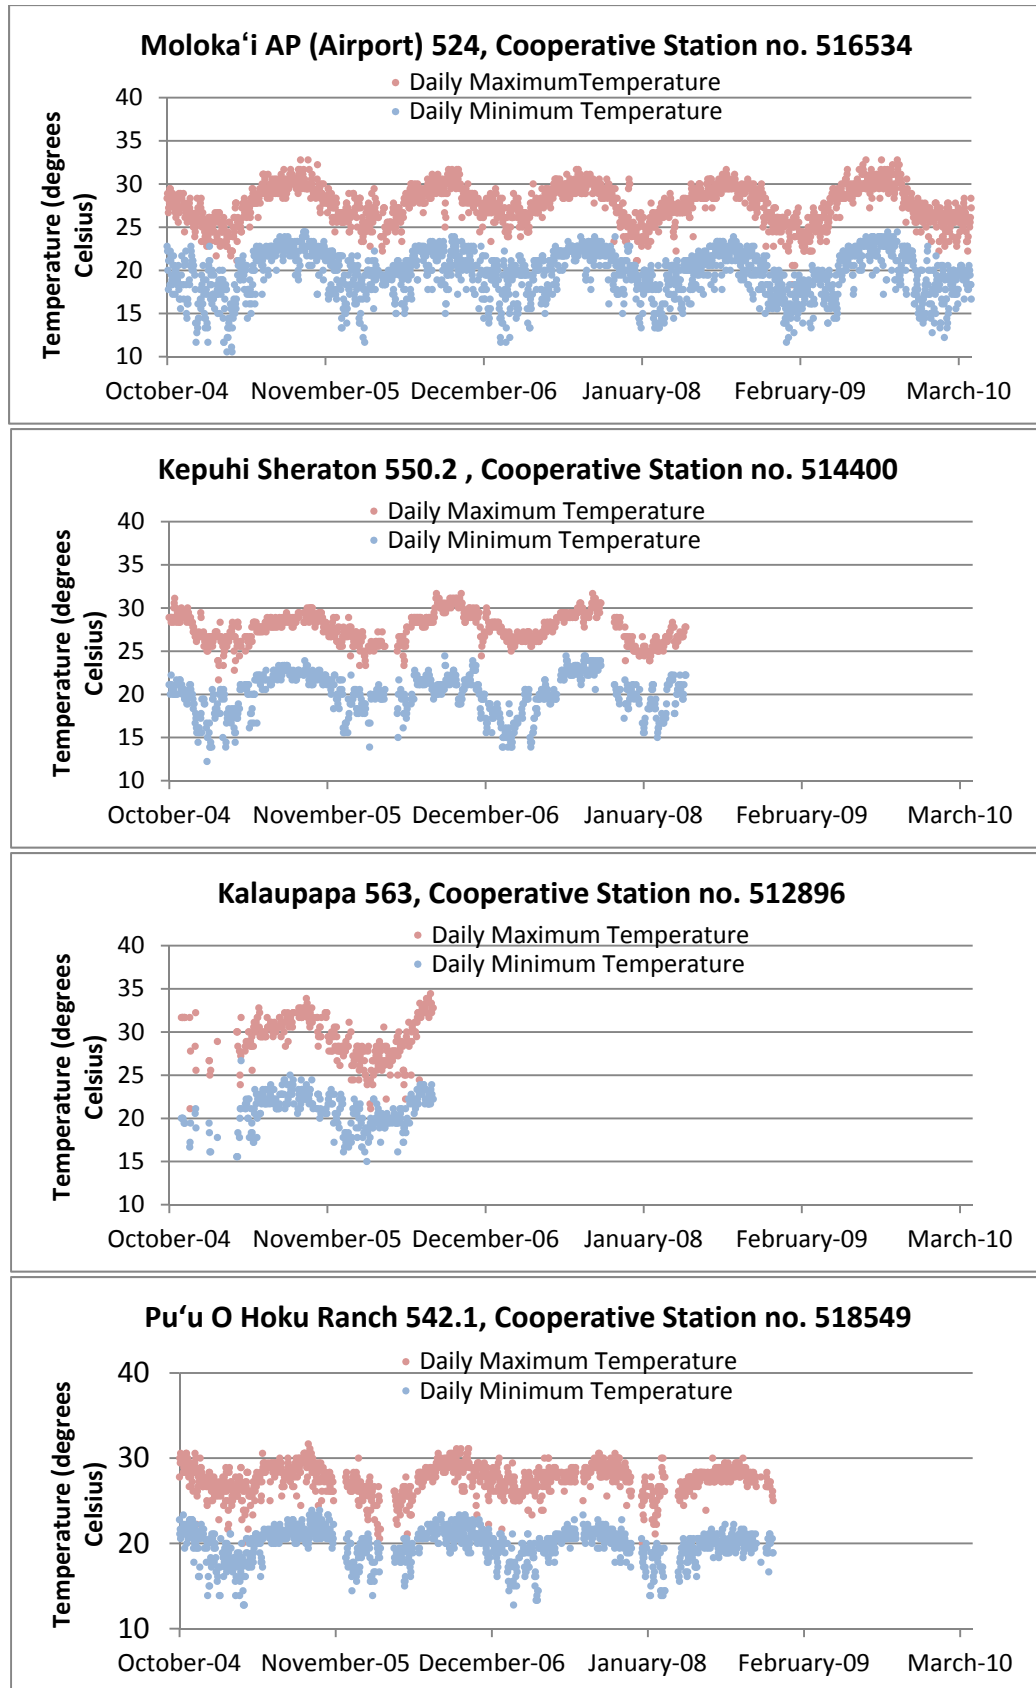 Moloka‘i AP (Airport) 524, Cooperative Station no. 516534
Daily MaximumTemperature
Daily Minimum Temperature
Temperature (degrees
Celsius)
40
35
30
25
20
15
10
October-04 November-05 December-06 January-08 February-09 March-10
Kepuhi Sheraton 550.2 , Cooperative Station no. 514400
Daily Maximum Temperature
Daily Minimum Temperature
Temperature (degrees
Celsius)
40
35
30
25
20
15
10
October-04 November-05 December-06 January-08 February-09 March-10
Kalaupapa 563, Cooperative Station no. 512896
Daily Maximum Temperature
Daily Minimum Temperature
Temperature (degrees
Celsius)
40
35
30
25
20
15
10
October-04 November-05 December-06 January-08 February-09 March-10
Pu‘u O Hoku Ranch 542.1, Cooperative Station no. 518549
Daily Maximum Temperature
Daily Minimum Temperature
Temperature (degrees
Celsius)
40
30
20
10
October-04 November-05 December-06 January-08 February-09 March-10